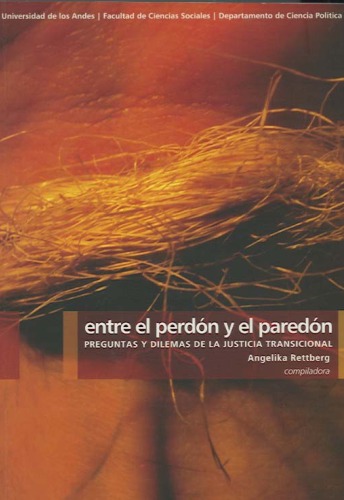 Universidad de los Andes | Facultad de Ciencias Sociales | Departamento de Ciencia Política
entre el perdón y el paredón
PREGUNTAS Y DILEMAS DE LA JUSTICIA TRANSICIONAL
Angelika Rettberg
compiladora